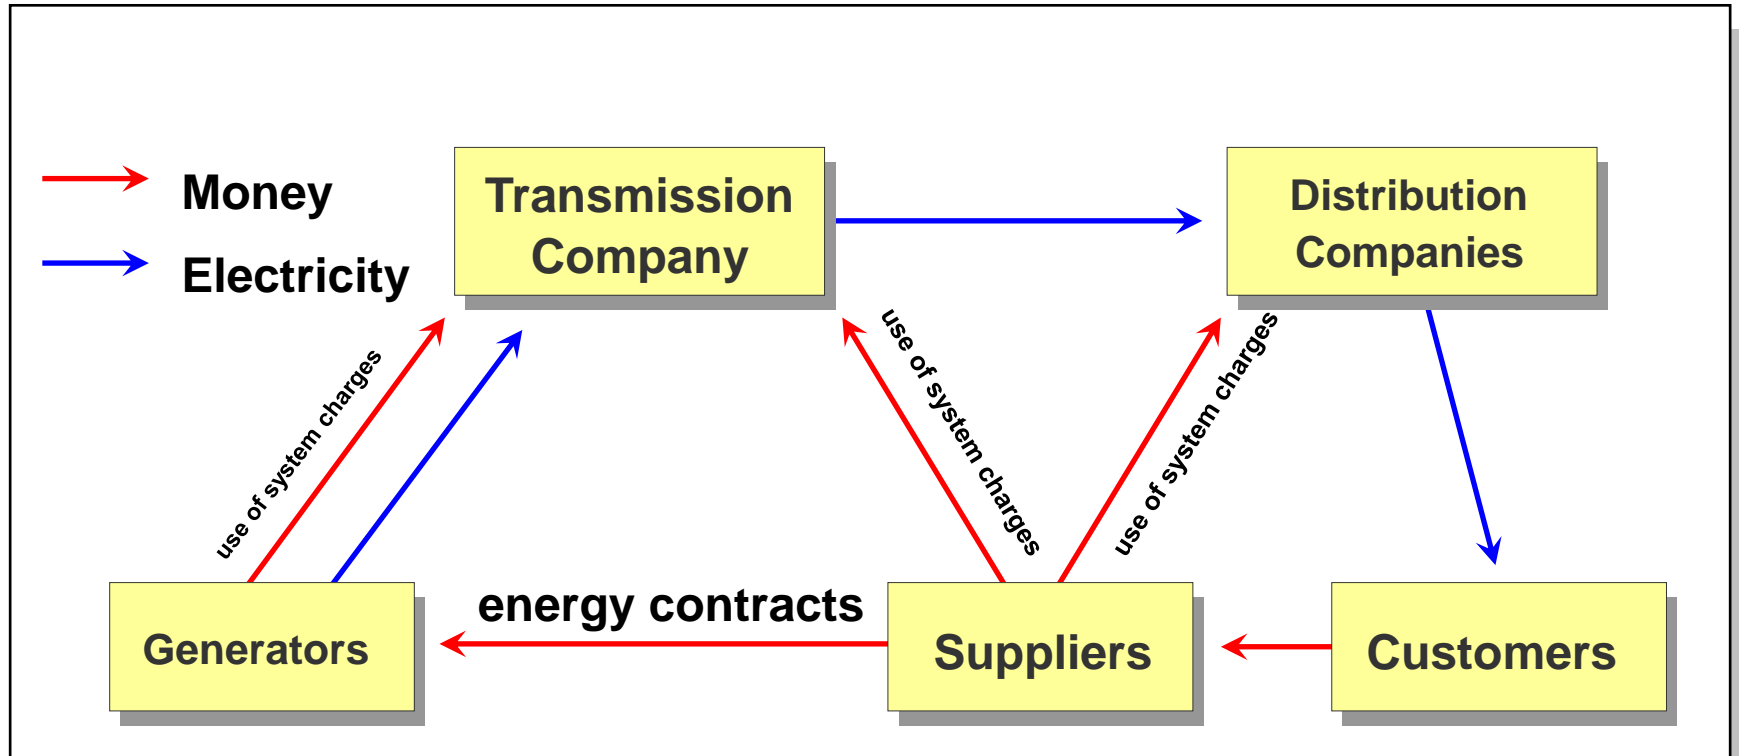 Money
Electricity
Transmission
Company
Distribution
Companies
use of system charges
use of system charges
use of system charges
energy contracts
Generators
Suppliers
Customers